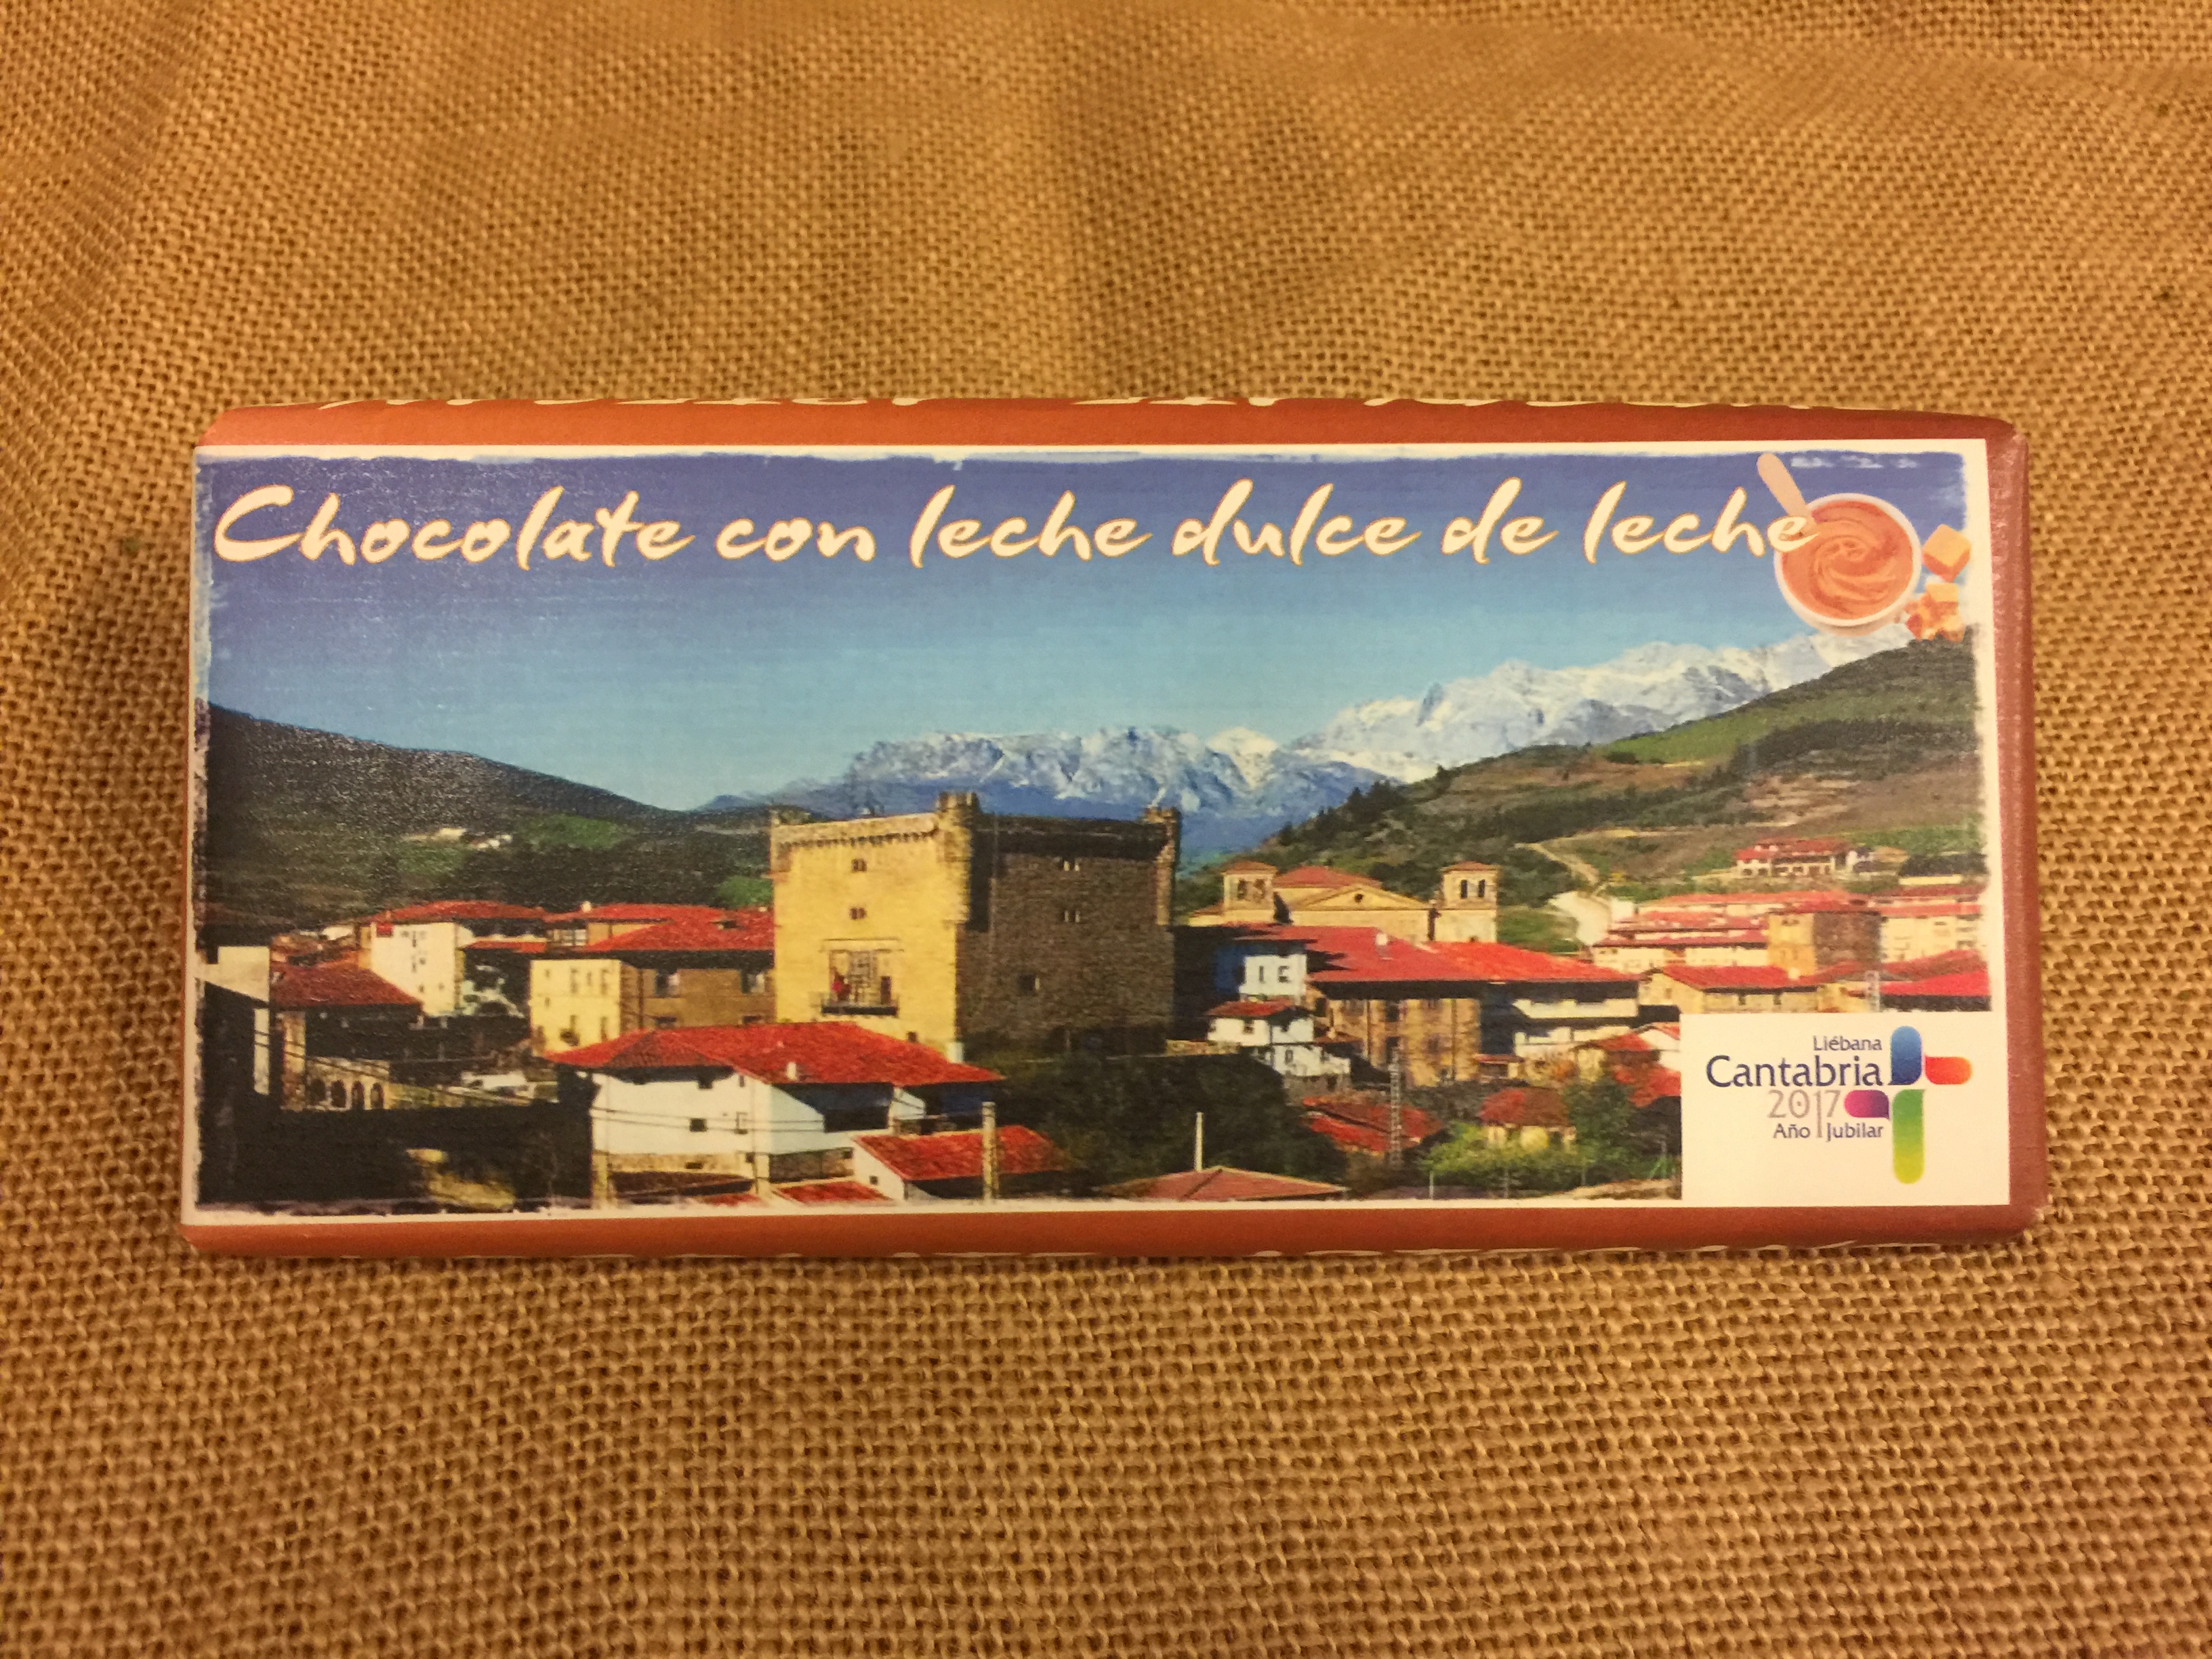 Chocolate con leche dulce de leche
Liébana
Cantabria
2017
Año Jubilar